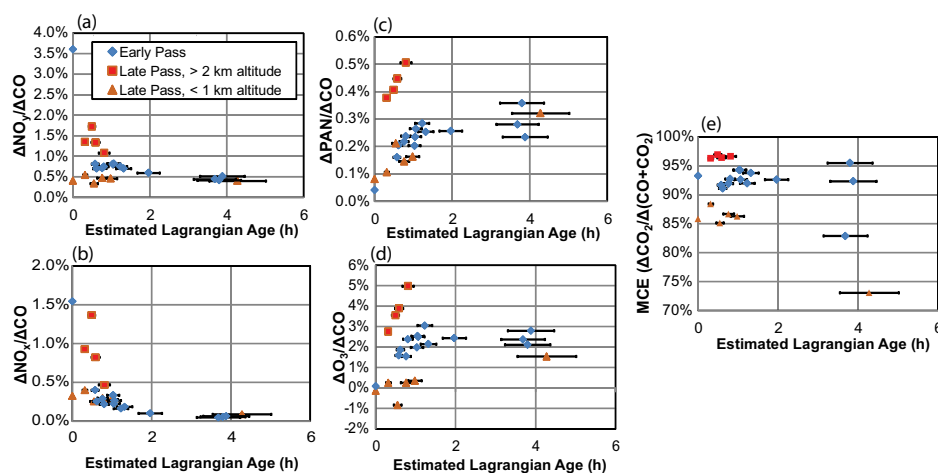 (a)
ΔNOy/ΔCO
4.0%
3.5%
3.0%
2.5%
2.0%
1.5%
1.0%
0.5%
0.0%
Early Pass
Late Pass, > 2 km altitude
Late Pass, < 1 km altitude
0 2 4 6
Estimated Lagrangian Age (h)
(b)
ΔNOx/ΔCO
2.0%
1.5%
1.0%
0.5%
0.0%
0 2 4 6
Estimated Lagrangian Age (h)
(c)
ΔPAN/ΔCO
0.6%
0.5%
0.4%
0.3%
0.2%
0.1%
0.0%
0 2 4 6
Estimated Lagrangian Age (h)
(d)
ΔO₃/ΔCO
6%
5%
4%
3%
2%
1%
0%
-1%
-2%
0 2 4 6
Estimated Lagrangian Age (h)
(e)
MCE (ΔCO₂/Δ(CO+CO₂)
100%
95%
90%
85%
80%
75%
70%
0 2 4 6
Estimated Lagrangian Age (h)